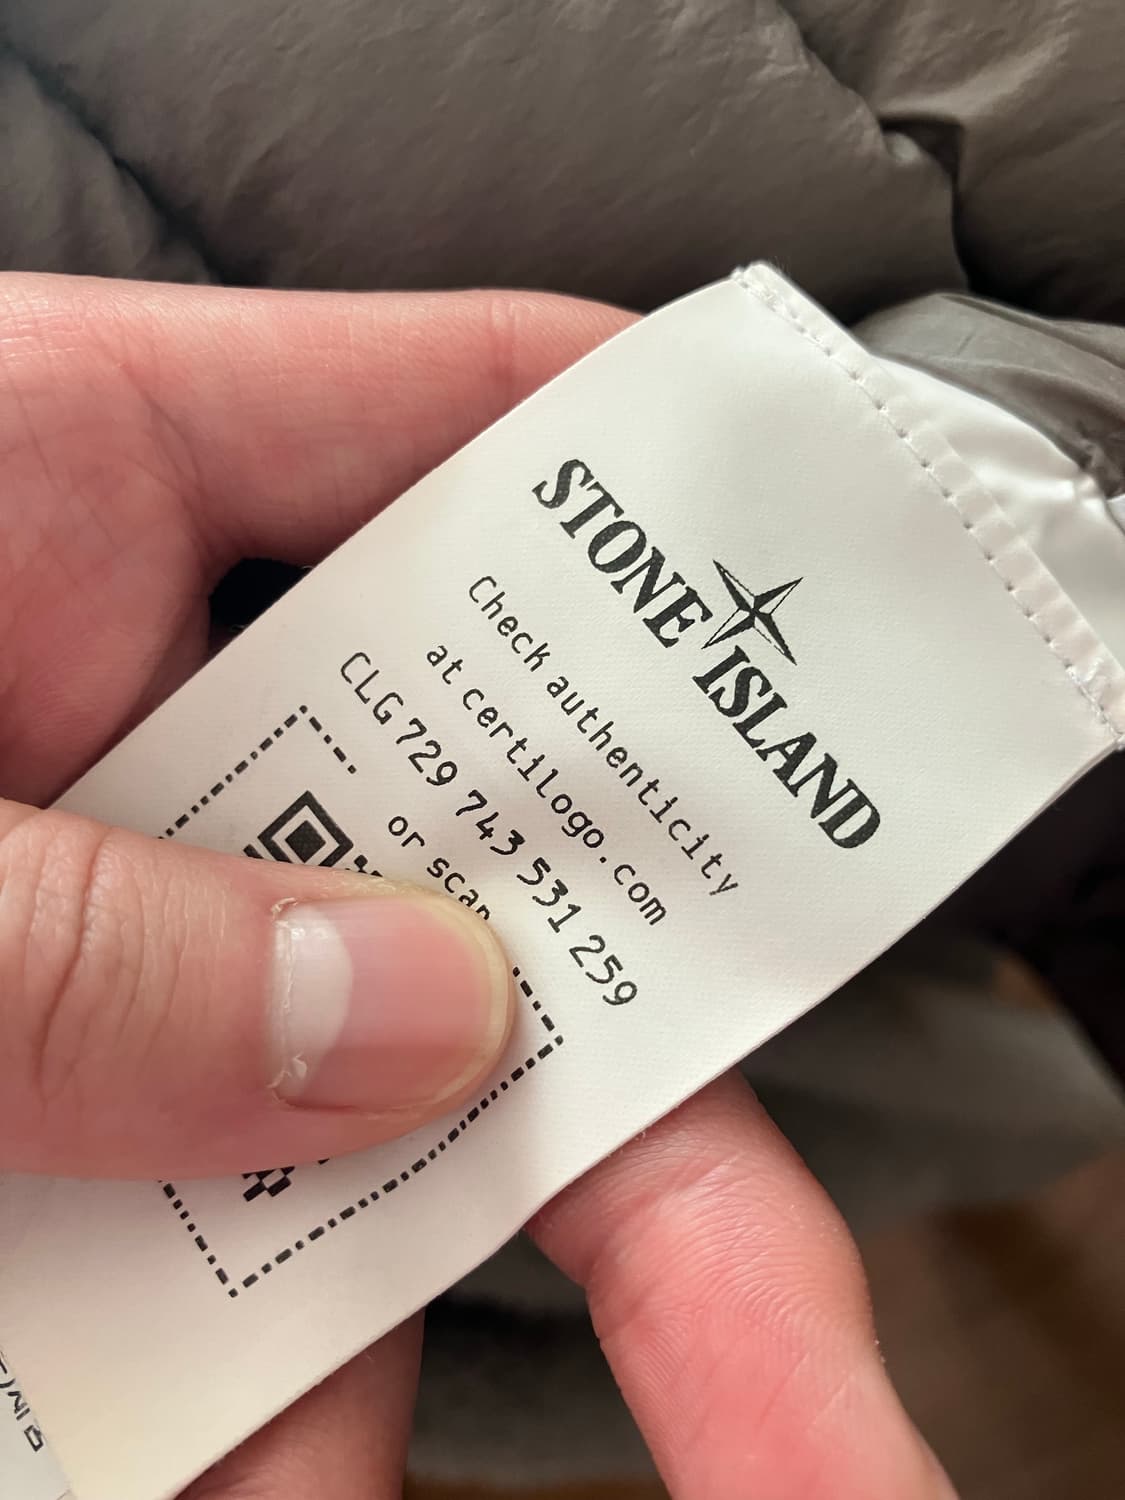 STONE ISLAND
Check authenticity
at certilogo.com
CLG 729 743 531 259
or scan